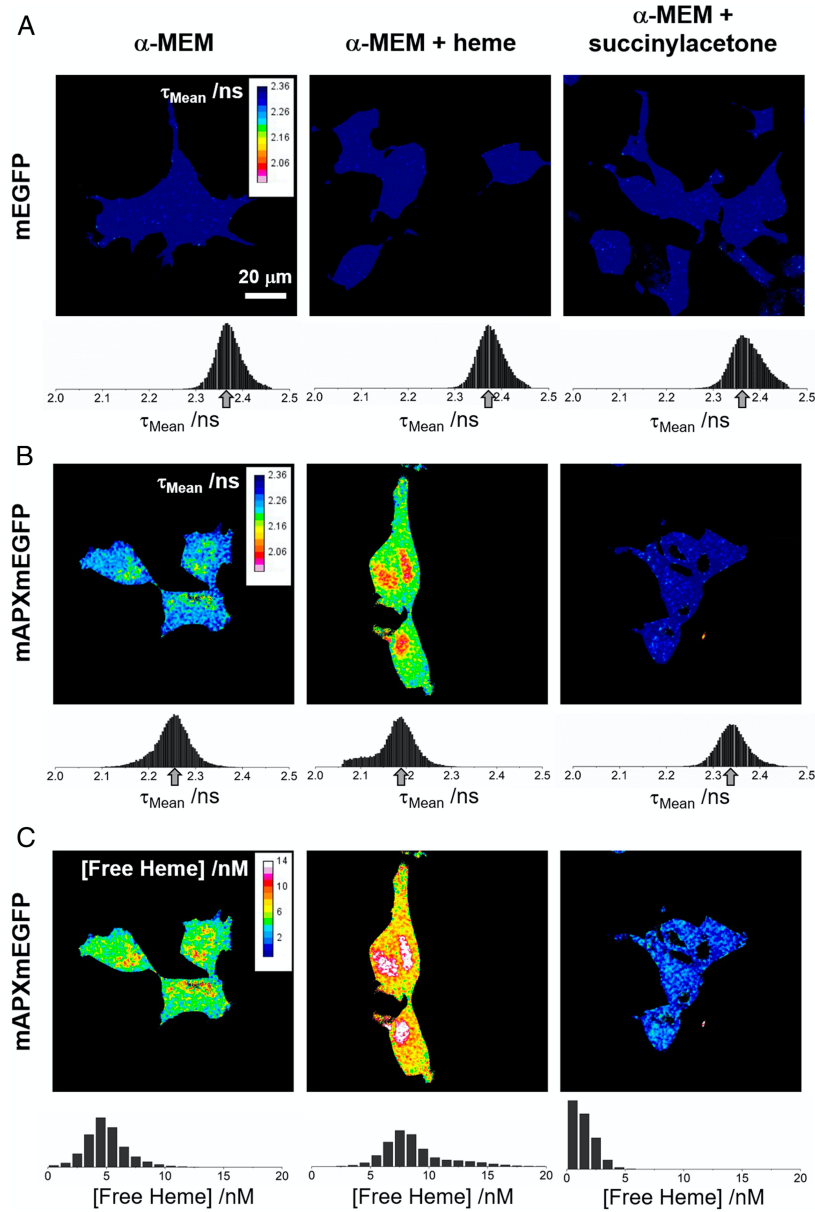 A
α-MEM
α-MEM + heme
α-MEM +
succinylacetone
mEGFP
τMean /ns
2.36
2.26
2.16
2.06
20 µm
2.0 2.1 2.2 2.3 2.4 2.5
2.0 2.1 2.2 2.3 2.4 2.5
2.0 2.1 2.2 2.3 2.4 2.5
τMean /ns
τMean /ns
τMean /ns
B
mAPXmEGFP
τMean /ns
2.36
2.26
2.16
2.06
2.0 2.1 2.2 2.3 2.4 2.5
2.0 2.1 2.2 2.3 2.4 2.5
2.0 2.1 2.2 2.3 2.4 2.5
τMean /ns
τMean /ns
τMean /ns
C
mAPXmEGFP
[Free Heme] /nM
14
10
6
2
0 5 10 15 20
0 5 10 15 20
0 5 10 15 20
[Free Heme] /nM
[Free Heme] /nM
[Free Heme] /nM